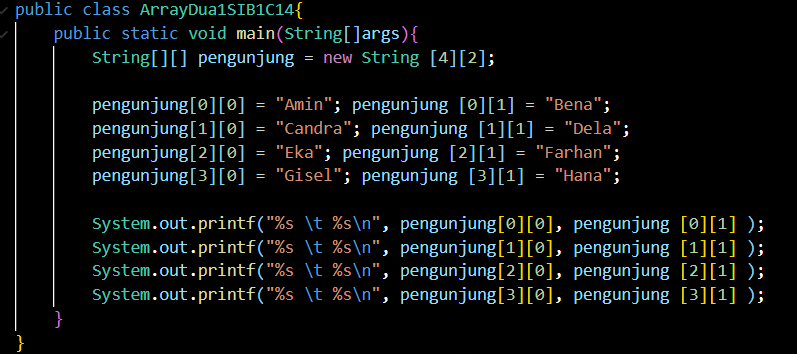 public class ArrayDua1SIB1C14{
    public static void main(String[]args){
        String[][] pengunjung = new String [4][2];

        pengunjung[0][0] = "Amin"; pengunjung [0][1] = "Bena";
        pengunjung[1][0] = "Candra"; pengunjung [1][1] = "Dela";
        pengunjung[2][0] = "Eka"; pengunjung [2][1] = "Farhan";
        pengunjung[3][0] = "Gisel"; pengunjung [3][1] = "Hana";

        System.out.printf("%s \t %s\n", pengunjung[0][0], pengunjung [0][1] );
        System.out.printf("%s \t %s\n", pengunjung[1][0], pengunjung [1][1] );
        System.out.printf("%s \t %s\n", pengunjung[2][0], pengunjung [2][1] );
        System.out.printf("%s \t %s\n", pengunjung[3][0], pengunjung [3][1] );
    }
}